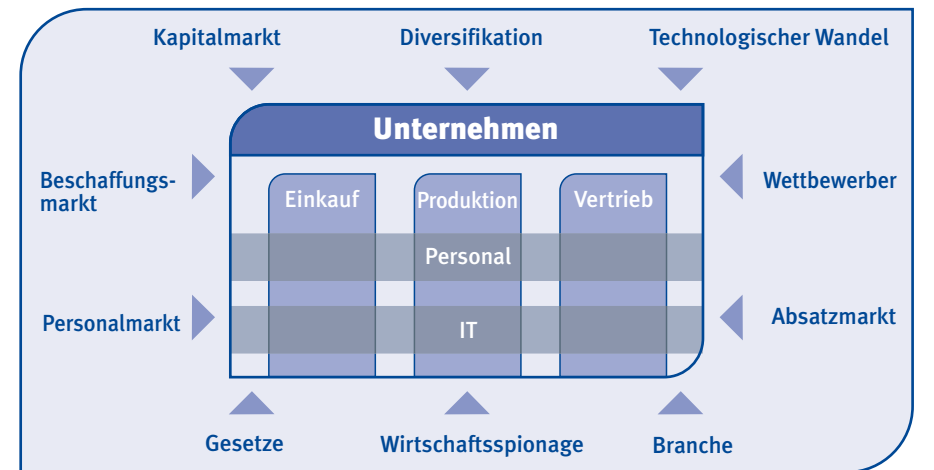 Kapitalmarkt
Diversifikation
Technologischer Wandel
Unternehmen
Beschaffungs-
markt
Einkauf
Produktion
Vertrieb
Wettbewerber
Personal
Personalmarkt
IT
Absatzmarkt
Gesetze
Wirtschaftsspionage
Branche